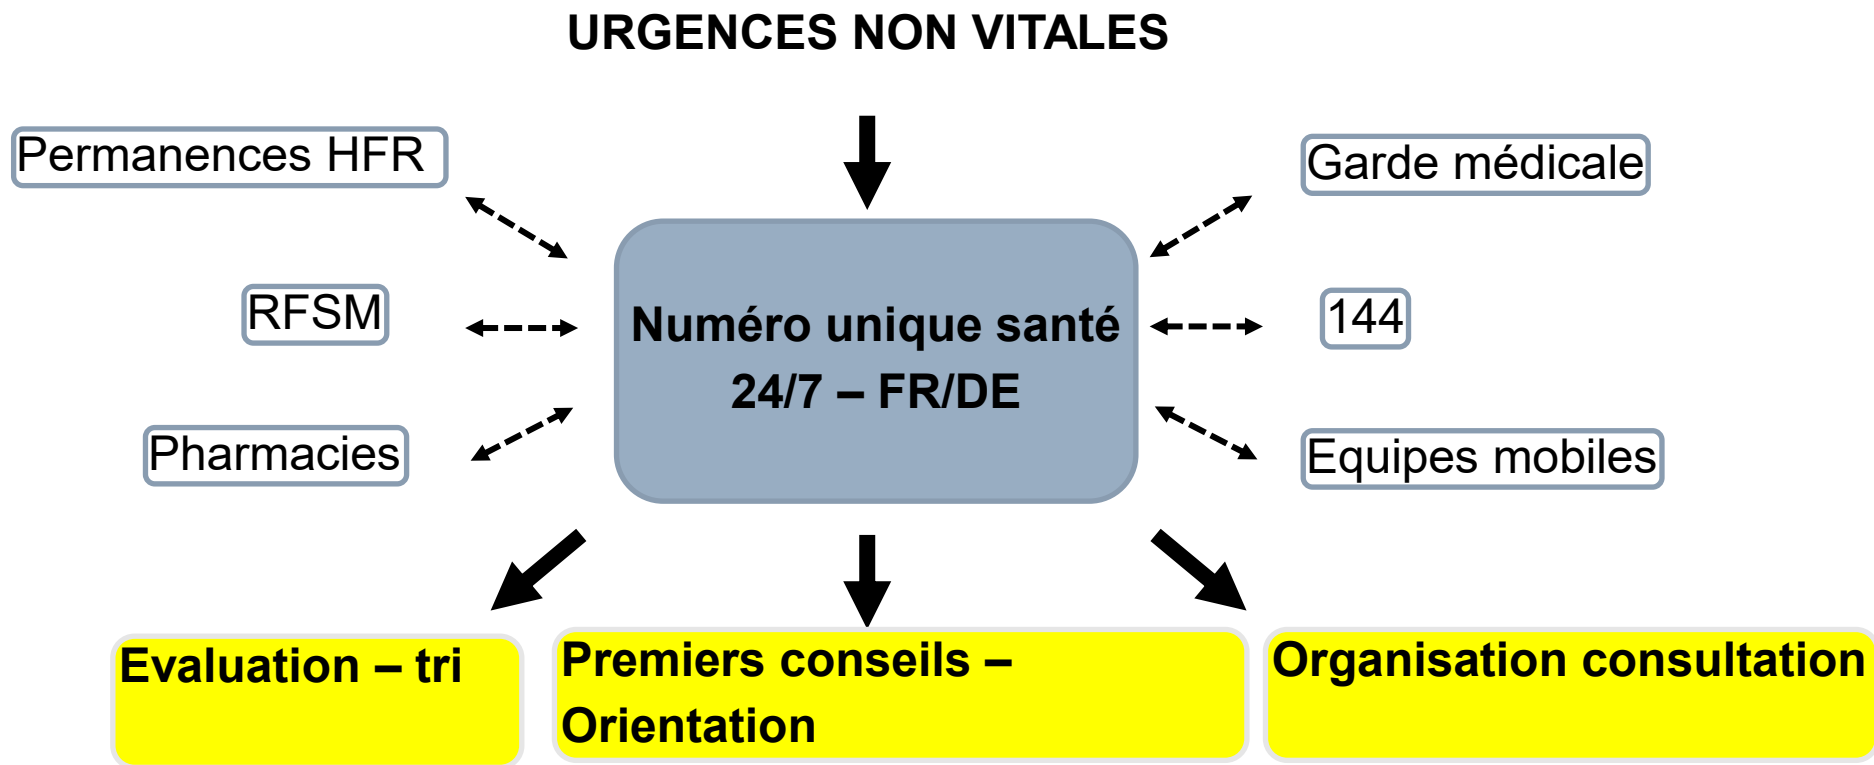 URGENCES NON VITALES
Permanences HFR
Garde médicale
RFSM
Numéro unique santé
24/7 – FR/DE
144
Pharmacies
Equipes mobiles
Evaluation – tri
Premiers conseils –
Orientation
Organisation consultation